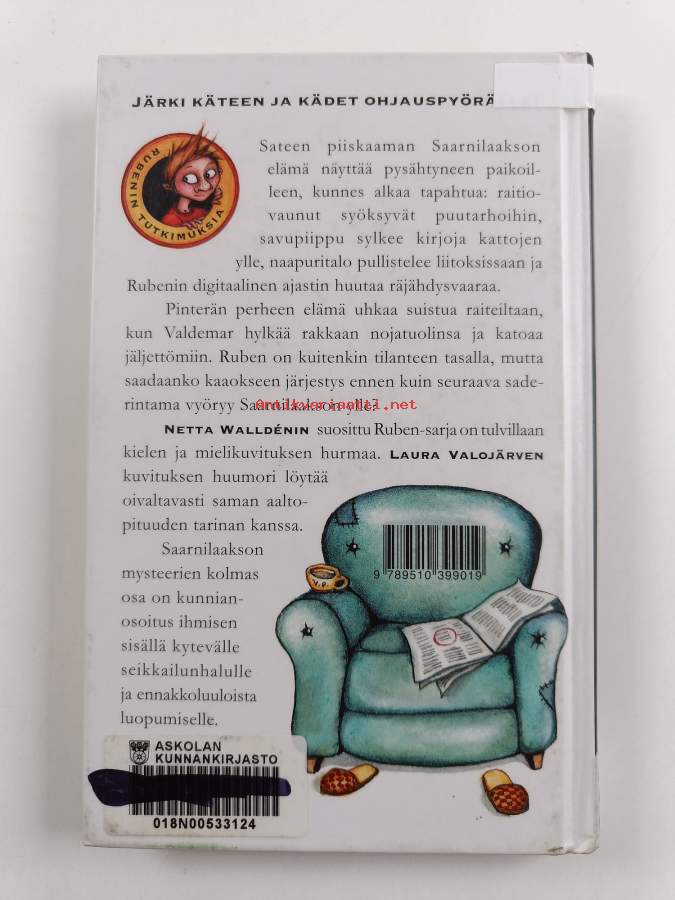 JÄRKI KÄTEEN JA KÄDET OHJAUSPYÖRÄ
RUBENIN TUTKIMUKSIA
Sateen piiskaaman Saarnilaakson
elämä näyttää pysähtyneen paikoil-
leen, kunnes alkaa tapahtua: raitio-
vaunut syöksyvät puutarhoihin,
savupiippu sylkee kirjoja kattojen
ylle, naapuritalo pullistelee liitoksissaan ja
Rubenin digitaalinen ajastin huutaa räjähdysvaaraa.
Pinterän perheen elämä uhkaa suistua raiteiltaan,
kun Valdemar hylkää rakkaan nojatuolinsa ja katoaa
jäljettömiin. Ruben on kuitenkin tilanteen tasalla, mutta
saadaanko kaaokseen järjestys ennen kuin seuraava sade-
rintama vyöryy Saarnilaakson ylle?
antikvariaatti.net
NETTA WALLDÉNIN suosittu Ruben-sarja on tulvillaan
kielen ja mielikuvituksen hurmaa. LAURA VALOJÄRVEN
kuvituksen huumori löytää
oivaltavasti saman aalto-
pituuden tarinan kanssa.
Saarnilaakson
mysteerien kolmas
osa on kunnian-
osoitus ihmisen
sisällä kytevälle
seikkailunhalulle
ja ennakkoluuloista
luopumiselle.
9 789510 399019
V.P.
ASKOLAN
KUNNANKIRJASTO
018N00533124